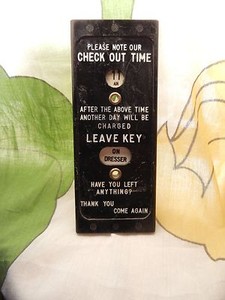 PLEASE NOTE OUR
CHECK OUT TIME
11
AM
AFTER THE ABOVE TIME
ANOTHER DAY WILL BE
CHARGED
LEAVE KEY
ON
DRESSER
HAVE YOU LEFT
ANYTHING?
THANK YOU
COME AGAIN